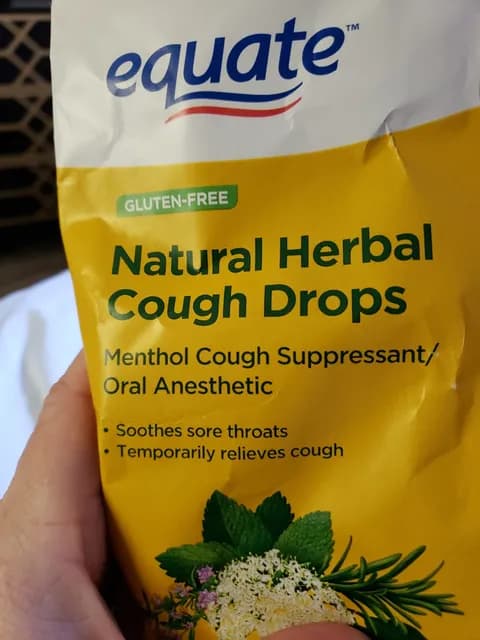 equate™
GLUTEN-FREE
Natural Herbal
Cough Drops
Menthol Cough Suppressant/
Oral Anesthetic
• Soothes sore throats
• Temporarily relieves cough